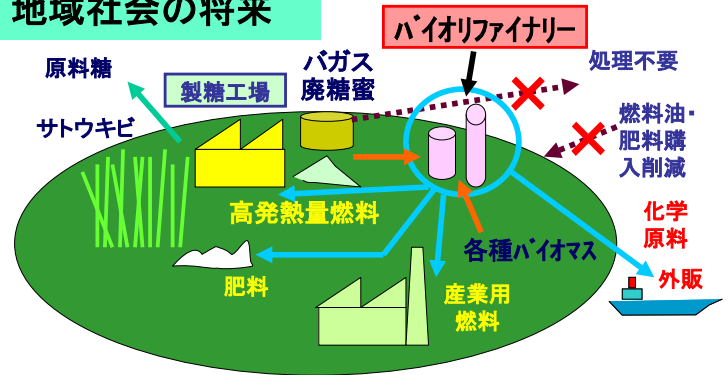 地域社会の将来
バイオリファイナリー
原料糖
製糖工場
バガス
廃糖蜜
処理不要
サトウキビ
燃料油・
肥料購
入削減
高発熱量燃料
各種バイオマス
化学
原料
肥料
産業用
燃料
外販